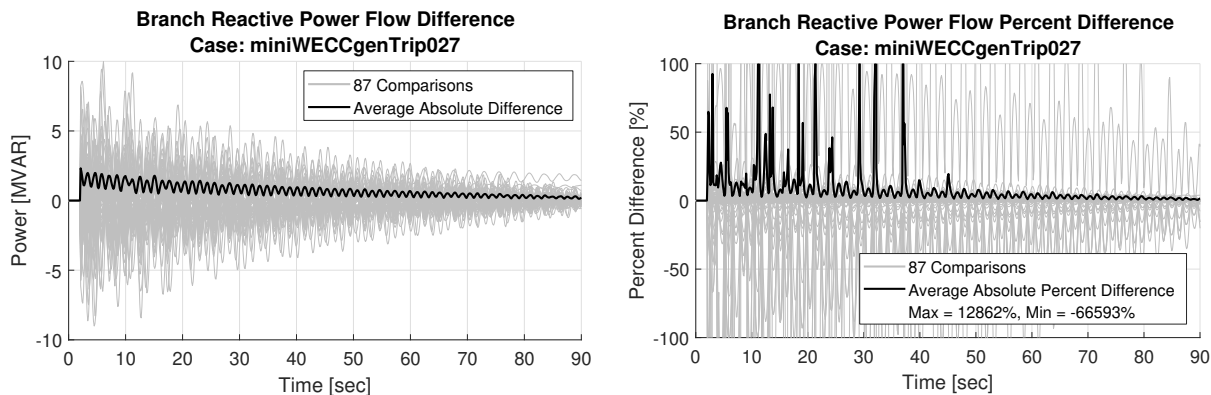 Branch Reactive Power Flow Difference
Case: miniWECCgenTrip027
10
5
0
-5
-10
Power [MVAR]
87 Comparisons
Average Absolute Difference
0 10 20 30 40 50 60 70 80 90
Time [sec]
Branch Reactive Power Flow Percent Difference
Case: miniWECCgenTrip027
100
50
0
-50
-100
Percent Difference [%]
87 Comparisons
Average Absolute Percent Difference
Max = 12862%, Min = -66593%
0 10 20 30 40 50 60 70 80 90
Time [sec]